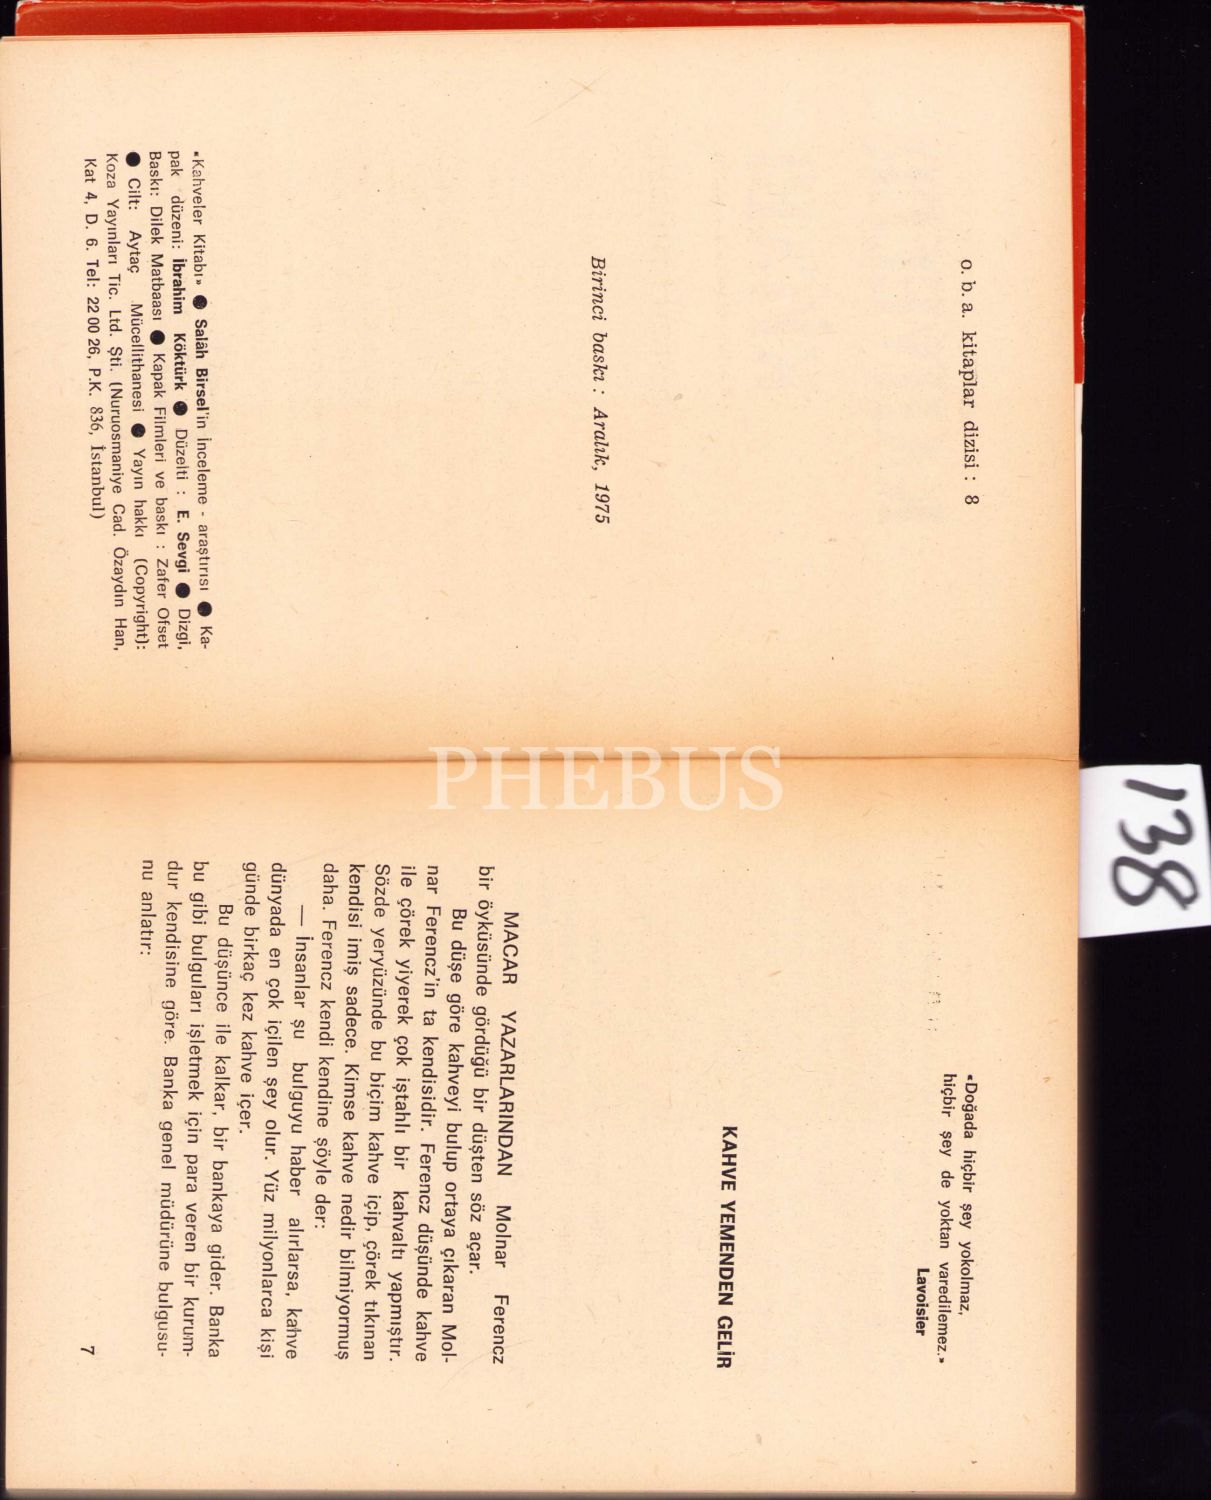 o. b. a. kitaplar dizisi : 8
Birinci baskı : Aralık, 1975
«Kahveler Kitabı» ● Salâh Birsel'in İnceleme - araştırısı ● Ka-
pak düzeni: İbrahim Köktürk ● Düzelti : E. Sevgi ● Dizgi,
Baskı: Dilek Matbaası ● Kapak Filmleri ve baskı : Zafer Ofset
● Cilt: Aytaç Mücellithanesi ● Yayın hakkı (Copyright):
Koza Yayınları Tic. Ltd. Şti. (Nuruosmaniye Cad. Özaydın Han,
Kat 4, D. 6. Tel: 22 00 26, P.K. 836, İstanbul)
PHEBUS
138
«Doğada hiçbir şey yokolmaz,
hiçbir şey de yoktan varedilemez.»
Lavoisier
KAHVE YEMENDEN GELİR
MACAR YAZARLARINDAN Molnar Ferencz
bir öyküsünde gördüğü bir düşten söz açar.
Bu düşe göre kahveyi bulup ortaya çıkaran Mol-
nar Ferencz'in ta kendisidir. Ferencz düşünde kahve
ile çörek yiyerek çok iştahlı bir kahvaltı yapmıştır.
Sözde yeryüzünde bu biçim kahve içip, çörek tıkınan
kendisi imiş sadece. Kimse kahve nedir bilmiyormuş
daha. Ferencz kendi kendine şöyle der:
— İnsanlar şu bulguyu haber alırlarsa, kahve
dünyada en çok içilen şey olur. Yüz milyonlarca kişi
günde birkaç kez kahve içer.
Bu düşünce ile kalkar, bir bankaya gider. Banka
bu gibi bulguları işletmek için para veren bir kurum-
dur kendisine göre. Banka genel müdürüne bulgusu-
nu anlatır:
7